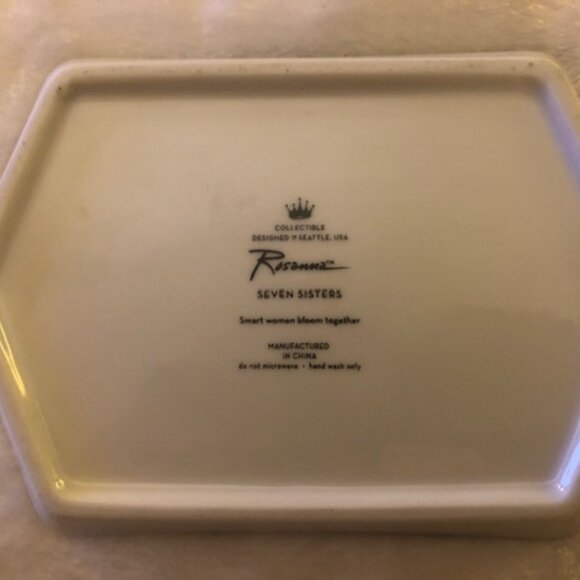 COLLECTIBLE
DESIGNED IN SEATTLE, USA
Rosanna™
SEVEN SISTERS
Smart women bloom together
MANUFACTURED
IN CHINA
do not microwave • hand wash only